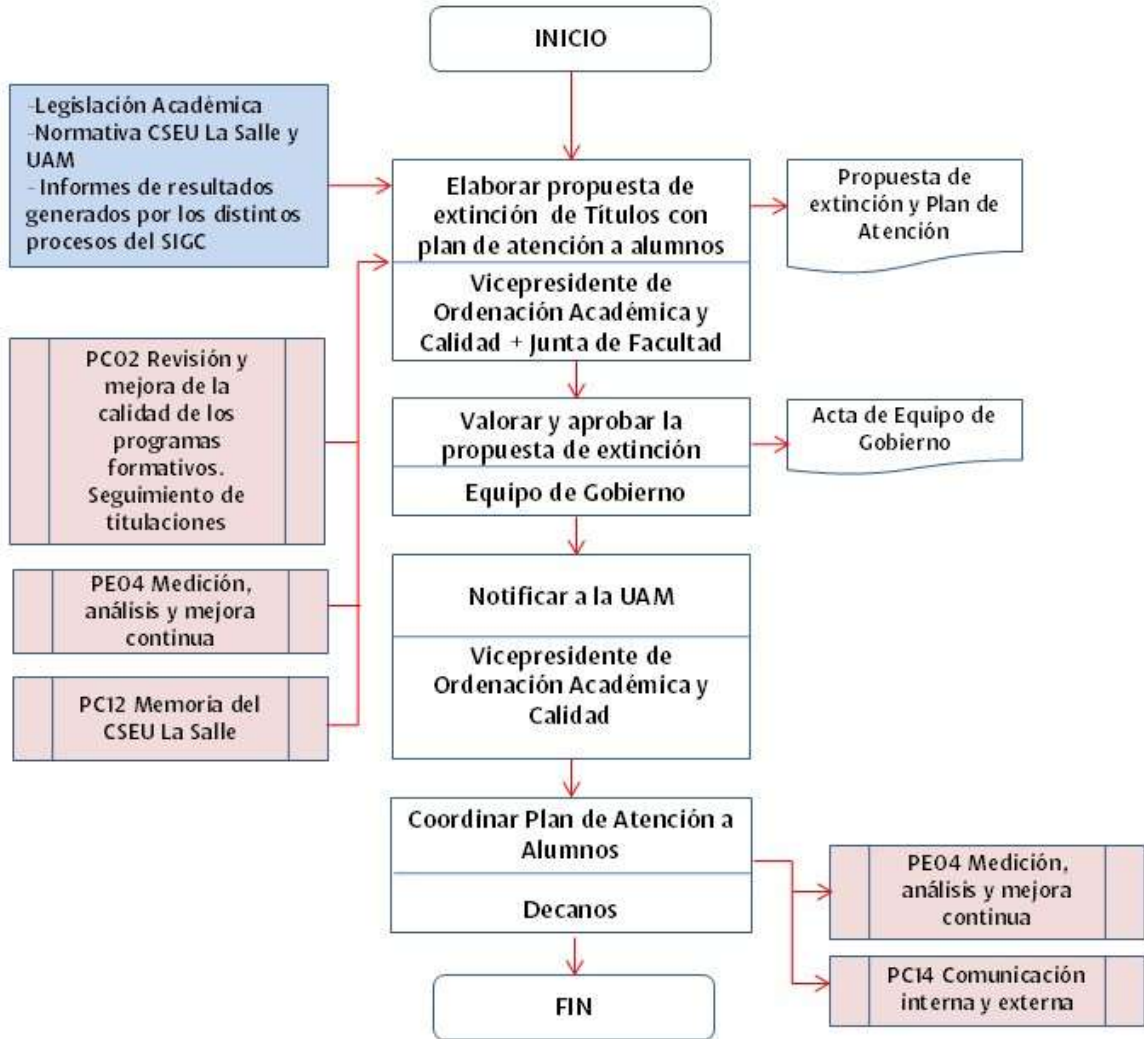 INICIO
-Legislación Académica
-Normativa CSEU La Salle y
UAM
- Informes de resultados
generados por los distintos
procesos del SIGC
Elaborar propuesta de
extinción de Títulos con
plan de atención a alumnos
Vicepresidente de
Ordenación Académica y
Calidad + Junta de Facultad
Propuesta de
extinción y Plan de
Atención
PC02 Revisión y
mejora de la
calidad de los
programas
formativos.
Seguimiento de
titulaciones
Valorar y aprobar la
propuesta de extinción
Equipo de Gobierno
Acta de Equipo de
Gobierno
PE04 Medición,
análisis y mejora
continua
Notificar a la UAM
Vicepresidente de
Ordenación Académica y
Calidad
PC12 Memoria del
CSEU La Salle
Coordinar Plan de Atención a
Alumnos
Decanos
PE04 Medición,
análisis y mejora
continua
PC14 Comunicación
interna y externa
FIN